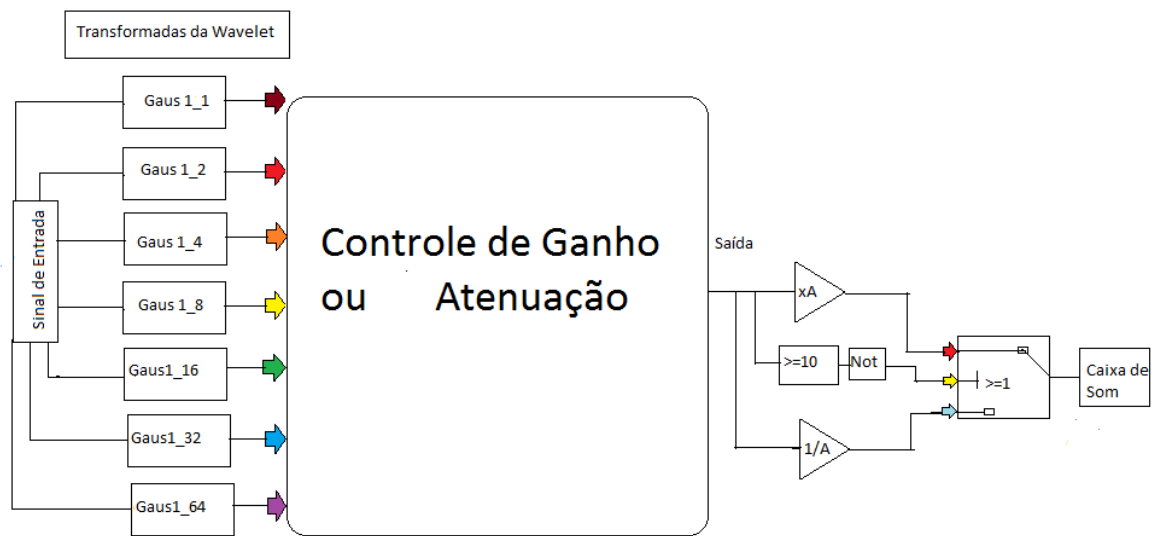 Transformadas da Wavelet
Gaus 1_1
Gaus 1_2
Gaus 1_4
Gaus 1_8
Gaus1_16
Gaus1_32
Gaus1_64
Sinal de Entrada
Controle de Ganho
ou Atenuação
Saída
xA
>=10
Not
1/A
>=1
Caixa de
Som